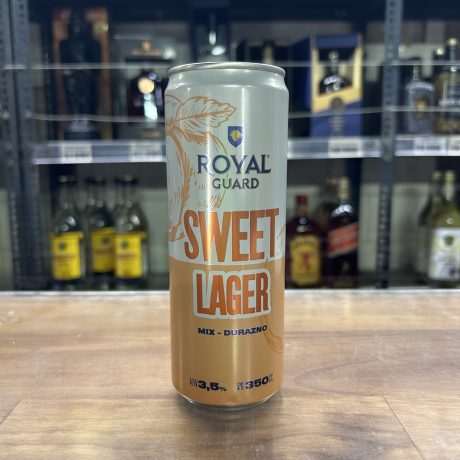 ROYAL
GUARD
SWEET
LAGER
MIX - DURAZNO
3,5% 350